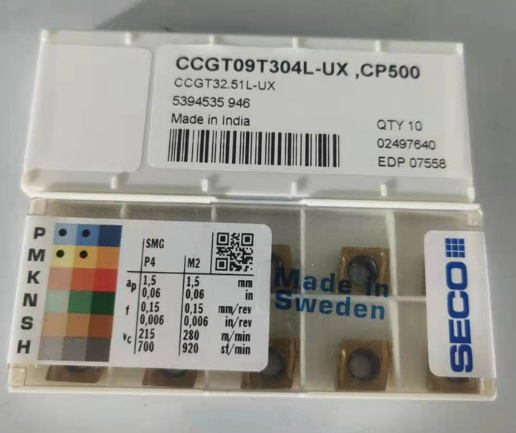 CCGT09T304L-UX ,CP500
CCGT32.51L-UX
5394535 946
Made in India
QTY 10
02497640
EDP 07558
P
M
K
N
S
H
SMG
P4 M2
ap 1,5 1,5 mm
0,06 0,06 in
f 0,15 0,15 mm/rev
0,006 0,006 in/rev
vc 215 280 m/min
700 920 sf/min
Made in
Sweden
SECO